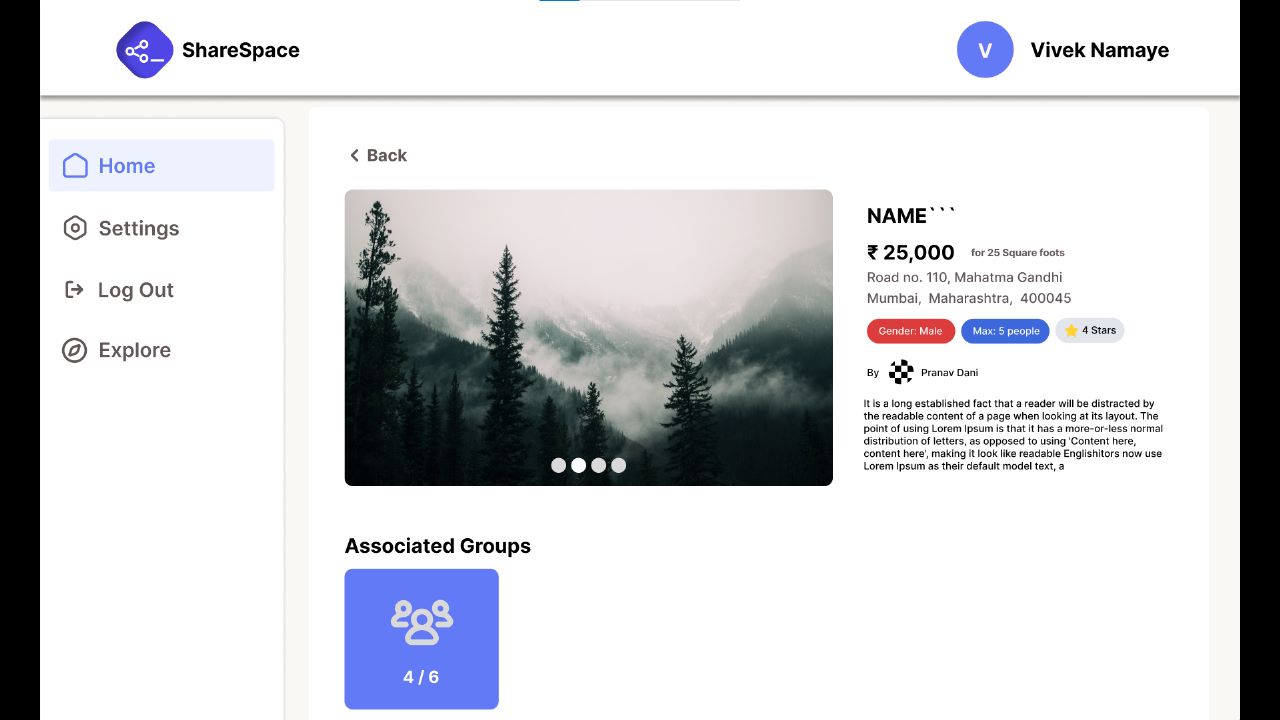 ShareSpace
V
Vivek Namaye
Home
Settings
Log Out
Explore
Back
NAME```
₹ 25,000 for 25 Square foots
Road no. 110, Mahatma Gandhi
Mumbai, Maharashtra, 400045
Gender: Male
Max: 5 people
4 Stars
By Pranav Dani
It is a long established fact that a reader will be distracted by
the readable content of a page when looking at its layout. The
point of using Lorem Ipsum is that it has a more-or-less normal
distribution of letters, as opposed to using 'Content here,
content here', making it look like readable Englishitors now use
Lorem Ipsum as their default model text, a
Associated Groups
4 / 6